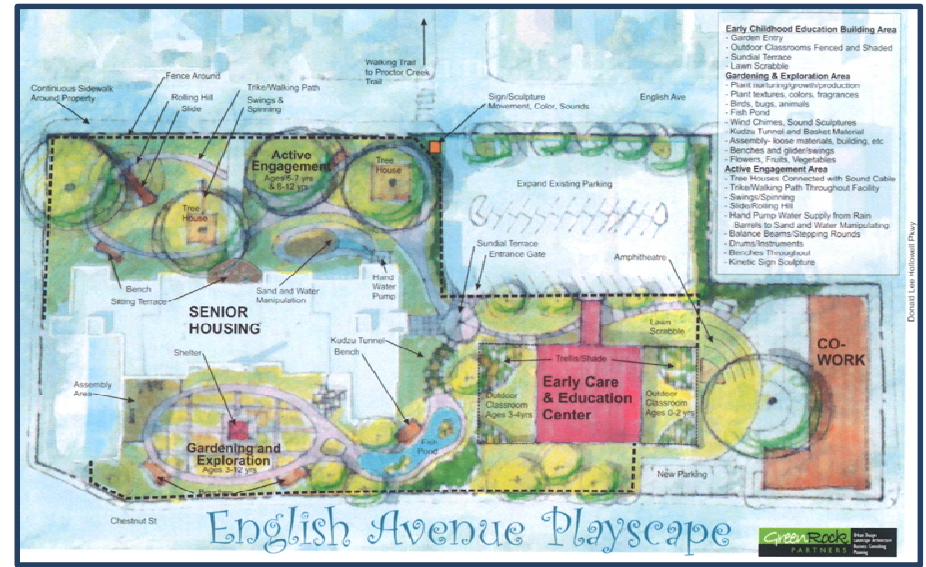 Early Childhood Education Building Area
- Garden Entry
- Outdoor Classrooms Fenced and Shaded
- Sundial Terrace
- Lawn Scrabble
Gardening & Exploration Area
- Plant nurturing/growth/production
- Plant textures, colors, fragrances
- Birds, bugs, animals
- Fish Pond
- Wind Chimes, Sound Sculptures
- Kudzu Tunnel and Basket Material
- Assembly- loose materials, building, etc
- Benches and glider/swings
- Flowers, Fruits, Vegetables
Active Engagement Area
- Tree Houses Connected with Sound Cable
- Trike/Walking Path Throughout Facility
- Swings/Spinning
- Slide/Rolling Hill
- Hand Pump Water Supply from Rain
Barrels to Sand and Water Manipulating
- Balance Beams/Stepping Rounds
- Drums/Instruments
- Benches Throughout
- Kinetic Sign Sculpture
Walking Trail
to Proctor Creek
Trail
Fence Around
Continuous Sidewalk
Around Property
Rolling Hill
Slide
Trike/Walking Path
Swings &
Spinning
Sign/Sculpture
Movement, Color, Sounds
English Ave
Active
Engagement
Ages 5-7 yrs
& 8-12 yrs
Tree
House
Tree
House
Expand Existing Parking
Sundial Terrace
Entrance Gate
Amphitheatre
Donald Lee Hollowell Pkwy
Bench
Sitting Terrace
Sand and Water
Manipulation
Hand
Water
Pump
SENIOR
HOUSING
Shelter
Kudzu Tunnel
Bench
Lawn
Scrabble
Trellis/Shade
CO-
WORK
Assembly
Area
Outdoor
Classroom
Ages 3-4yrs
Early Care
& Education
Center
Outdoor
Classroom
Ages 0-2 yrs
Gardening and
Exploration
Ages 3-12 yrs
Fish
Pond
New Parking
Chestnut St
English Avenue Playscape
GreenRock
PARTNERS
Urban Design
Landscape Architecture
Business Consulting
Planning